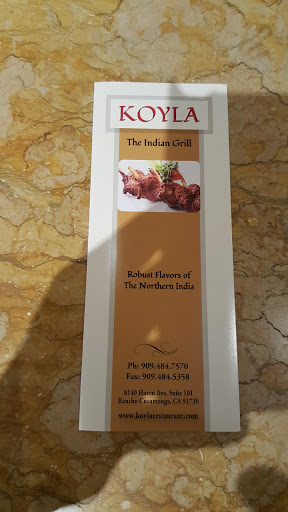 KOYLA
The Indian Grill
Robust Flavors of
The Northern India
Ph: 909.484.7570
Fax: 909.484.5358
8140 Haven Ave, Suite 101
Rancho Cucamonga, CA 91730
www.koylarestaurant.com